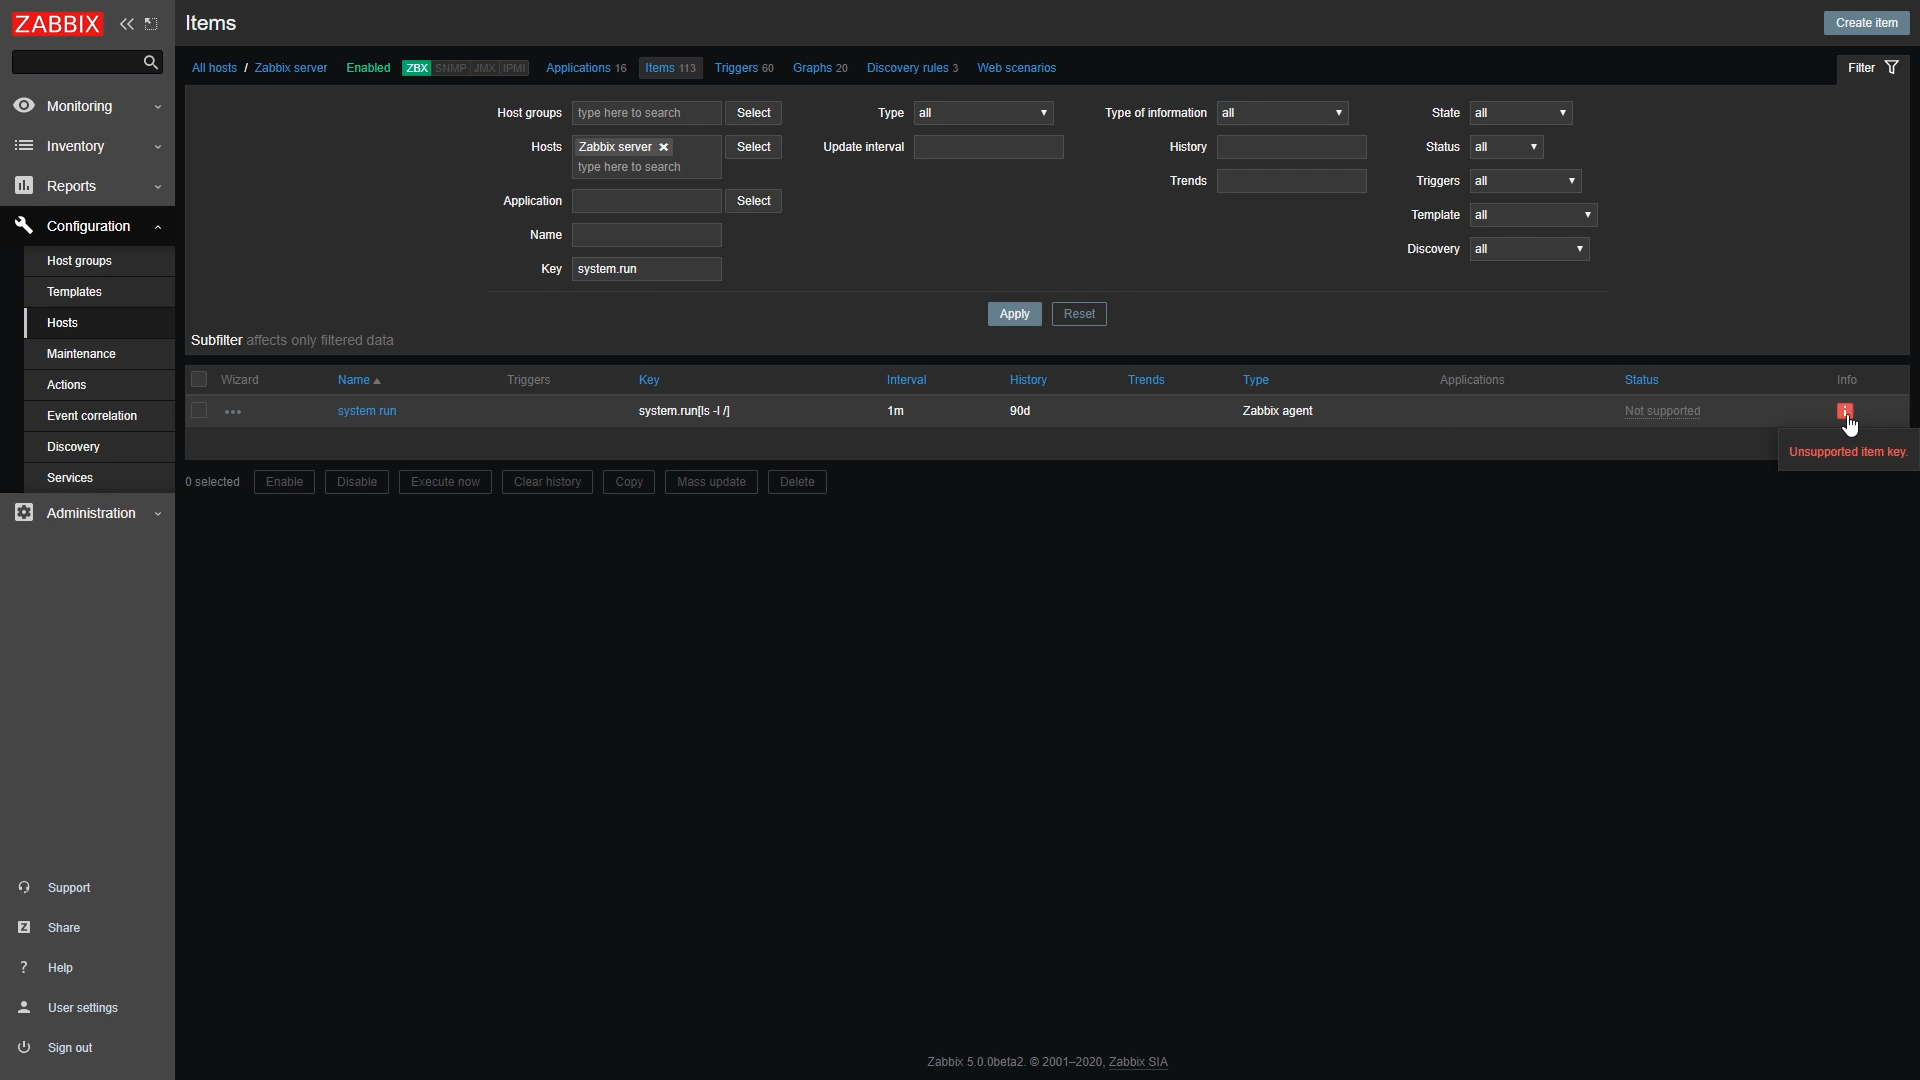 ZABBIX
Items
Create item
All hosts / Zabbix server Enabled ZBX SNMP JMX IPMI Applications 16 Items 113 Triggers 60 Graphs 20 Discovery rules 3 Web scenarios
Filter
Monitoring
Inventory
Reports
Configuration
Host groups
Templates
Hosts
Maintenance
Actions
Event correlation
Discovery
Services
Administration
Support
Share
Help
User settings
Sign out
Host groups type here to search Select
Hosts Zabbix server Select
type here to search
Application Select
Name
Key system.run
Type all
Update interval
Type of information all
History
Trends
State all
Status all
Triggers all
Template all
Discovery all
Apply Reset
Subfilter affects only filtered data
Wizard Name Triggers Key Interval History Trends Type Applications Status Info
system run system.run[ls -l /] 1m 90d Zabbix agent Not supported i
Unsupported item key.
0 selected Enable Disable Execute now Clear history Copy Mass update Delete
Zabbix 5.0.0beta2. © 2001–2020, Zabbix SIA